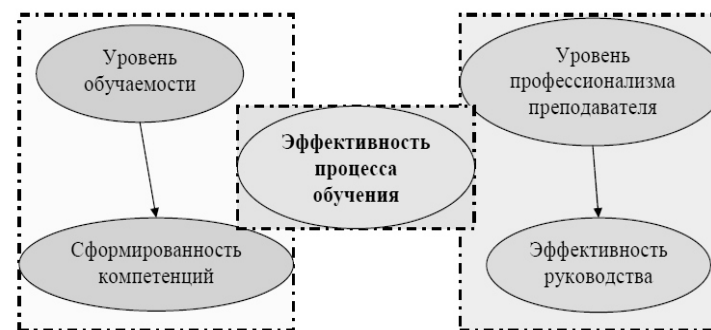 Уровень
обучаемости
Уровень
профессионализма
преподавателя
Эффективность
процесса
обучения
Сформированность
компетенций
Эффективность
руководства